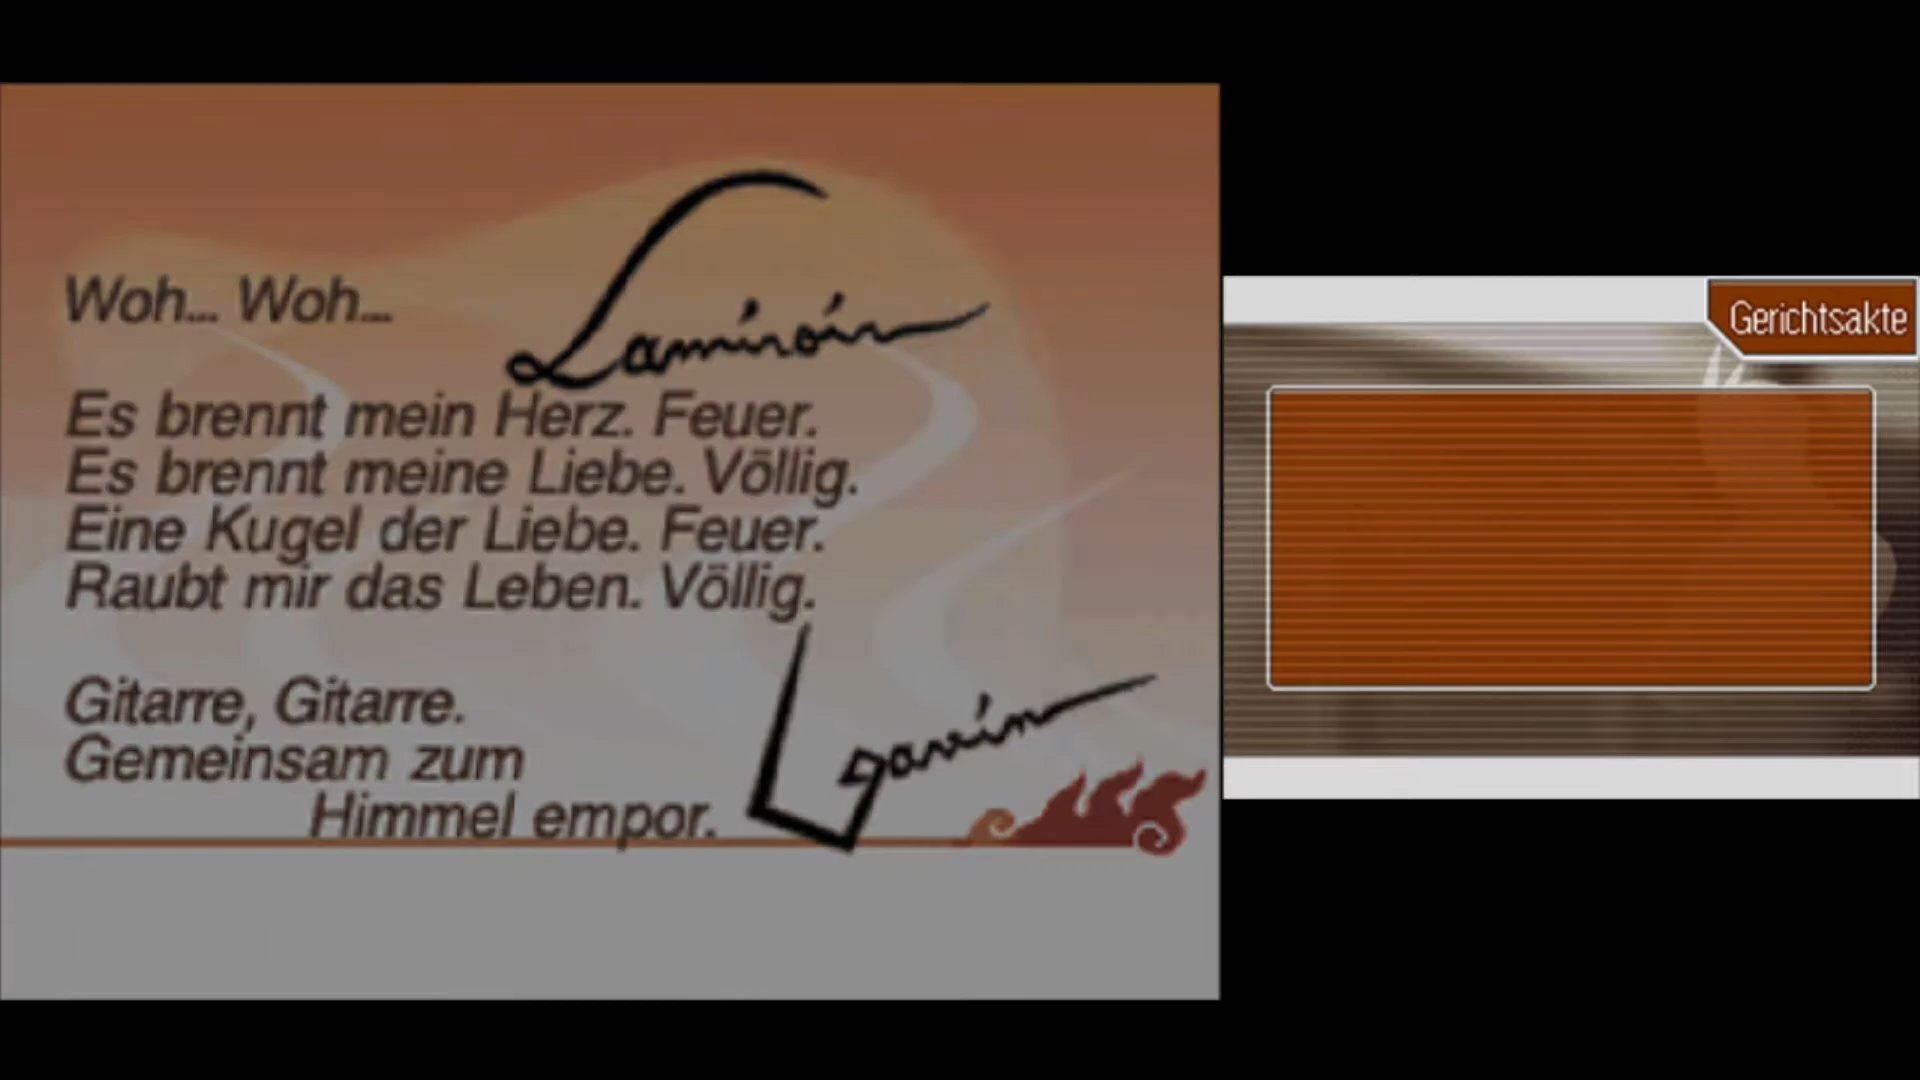 Woh... Woh...
Lamiroir
Es brennt mein Herz. Feuer.
Es brennt meine Liebe. Völlig.
Eine Kugel der Liebe. Feuer.
Raubt mir das Leben. Völlig.
Gitarre, Gitarre.
Gemeinsam zum
Himmel empor.
gavin
Gerichtsakte